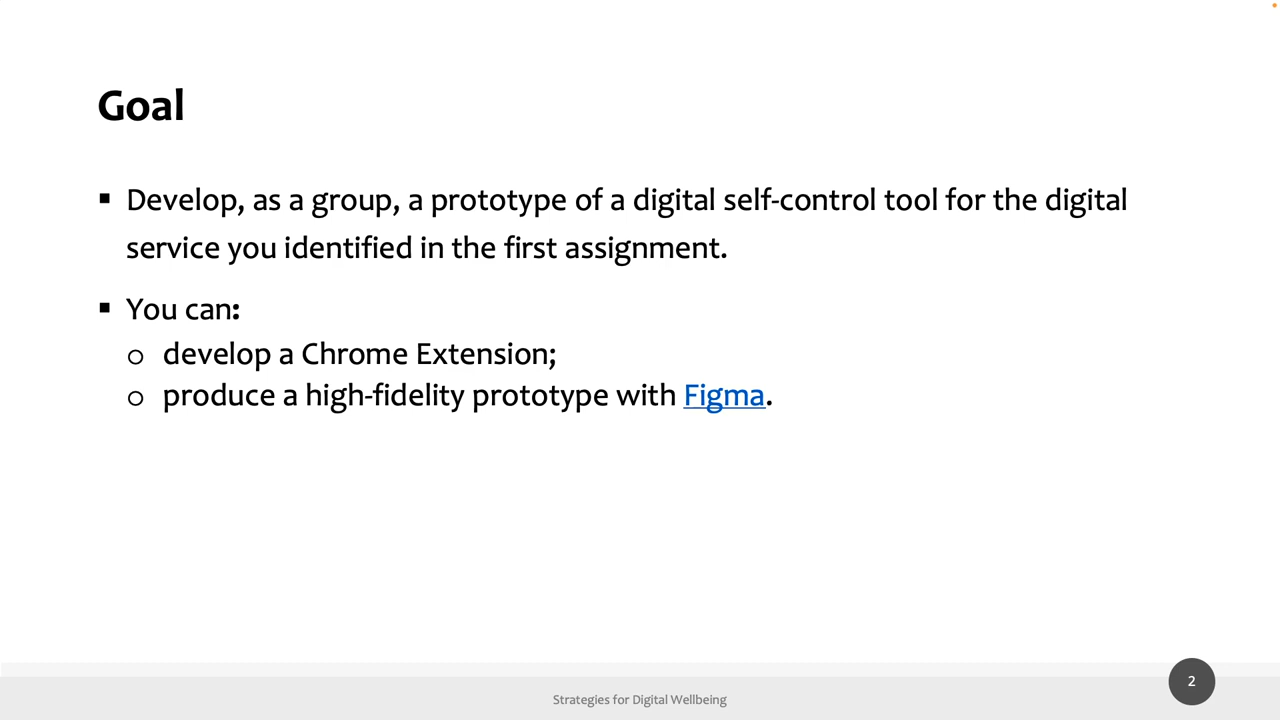 Goal
▪ Develop, as a group, a prototype of a digital self-control tool for the digital
service you identified in the first assignment.
▪ You can:
o develop a Chrome Extension;
o produce a high-fidelity prototype with Figma.
Strategies for Digital Wellbeing
2